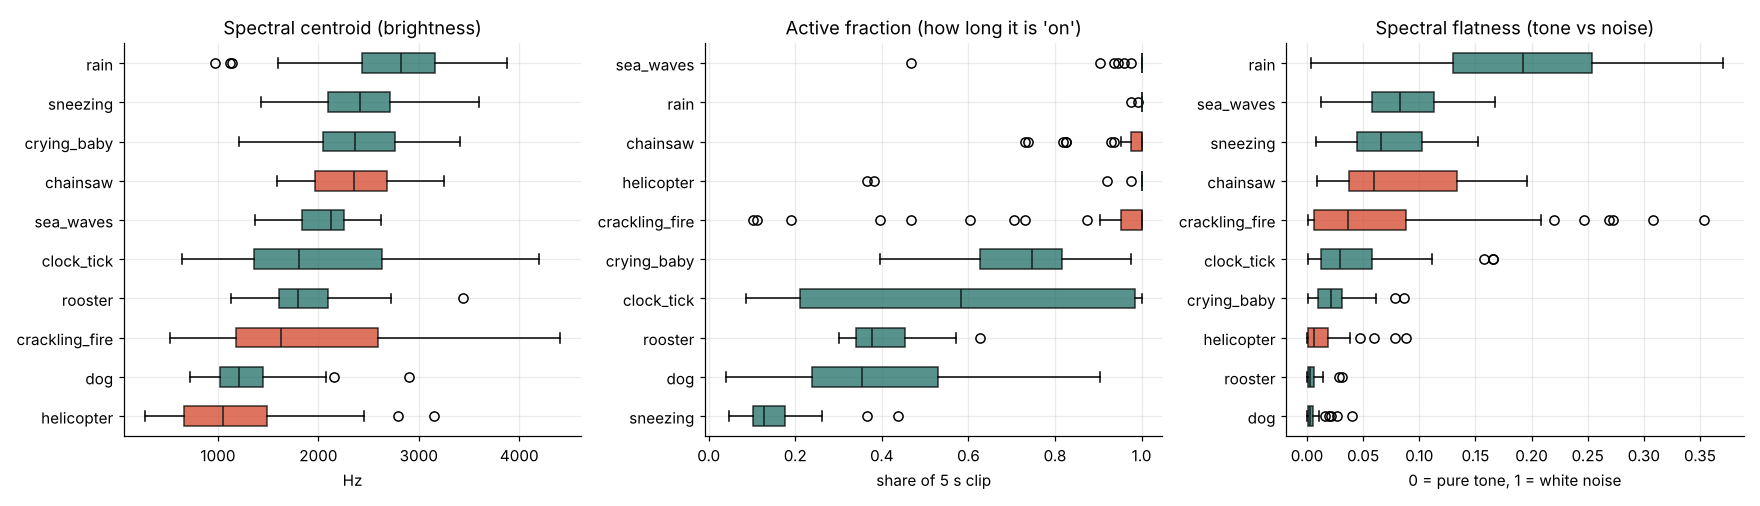 Spectral centroid (brightness)
rain
sneezing
crying_baby
chainsaw
sea_waves
clock_tick
rooster
crackling_fire
dog
helicopter
1000 2000 3000 4000
Hz
Active fraction (how long it is 'on')
sea_waves
rain
chainsaw
helicopter
crackling_fire
crying_baby
clock_tick
rooster
dog
sneezing
0.0 0.2 0.4 0.6 0.8 1.0
share of 5 s clip
Spectral flatness (tone vs noise)
rain
sea_waves
sneezing
chainsaw
crackling_fire
clock_tick
crying_baby
helicopter
rooster
dog
0.00 0.05 0.10 0.15 0.20 0.25 0.30 0.35
0 = pure tone, 1 = white noise